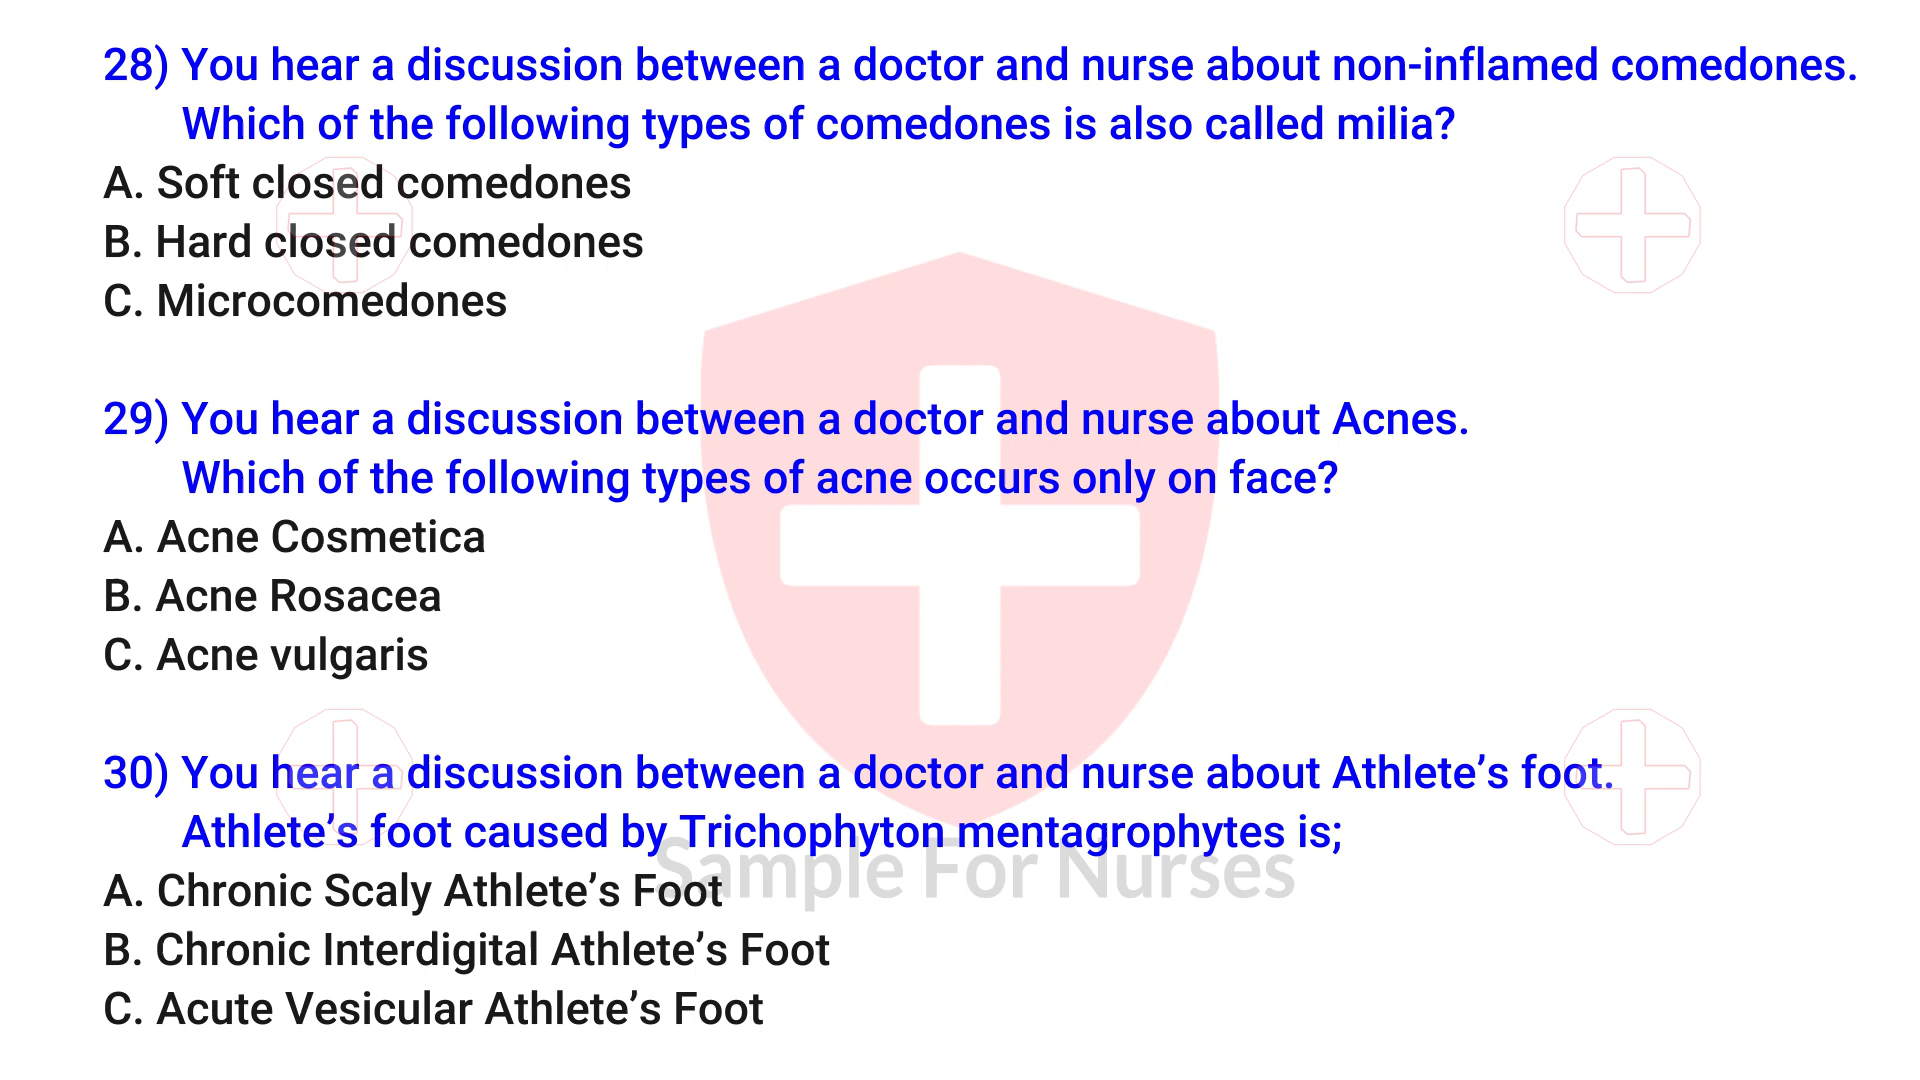 28) You hear a discussion between a doctor and nurse about non-inflamed comedones.
Which of the following types of comedones is also called milia?
A. Soft closed comedones
B. Hard closed comedones
C. Microcomedones
29) You hear a discussion between a doctor and nurse about Acnes.
Which of the following types of acne occurs only on face?
A. Acne Cosmetica
B. Acne Rosacea
C. Acne vulgaris
30) You hear a discussion between a doctor and nurse about Athlete’s foot.
Athlete’s foot caused by Trichophyton mentagrophytes is;
Sample For Nurses
A. Chronic Scaly Athlete’s Foot
B. Chronic Interdigital Athlete’s Foot
C. Acute Vesicular Athlete’s Foot